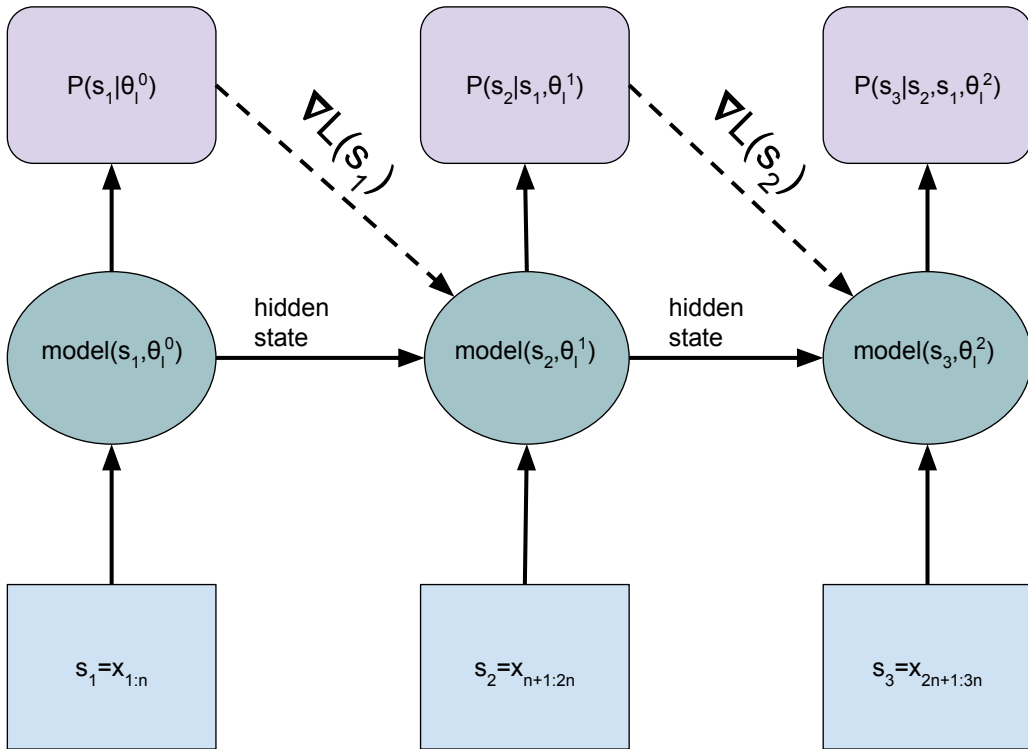 P(s₁|θₗ⁰)
P(s₂|s₁,θₗ¹)
P(s₃|s₂,s₁,θₗ²)
∇L(s₁)
∇L(s₂)
hidden
state
hidden
state
model(s₁,θₗ⁰)
model(s₂,θₗ¹)
model(s₃,θₗ²)
s₁=x₁:ₙ
s₂=xₙ₊₁:₂ₙ
s₃=x₂ₙ₊₁:₃ₙ